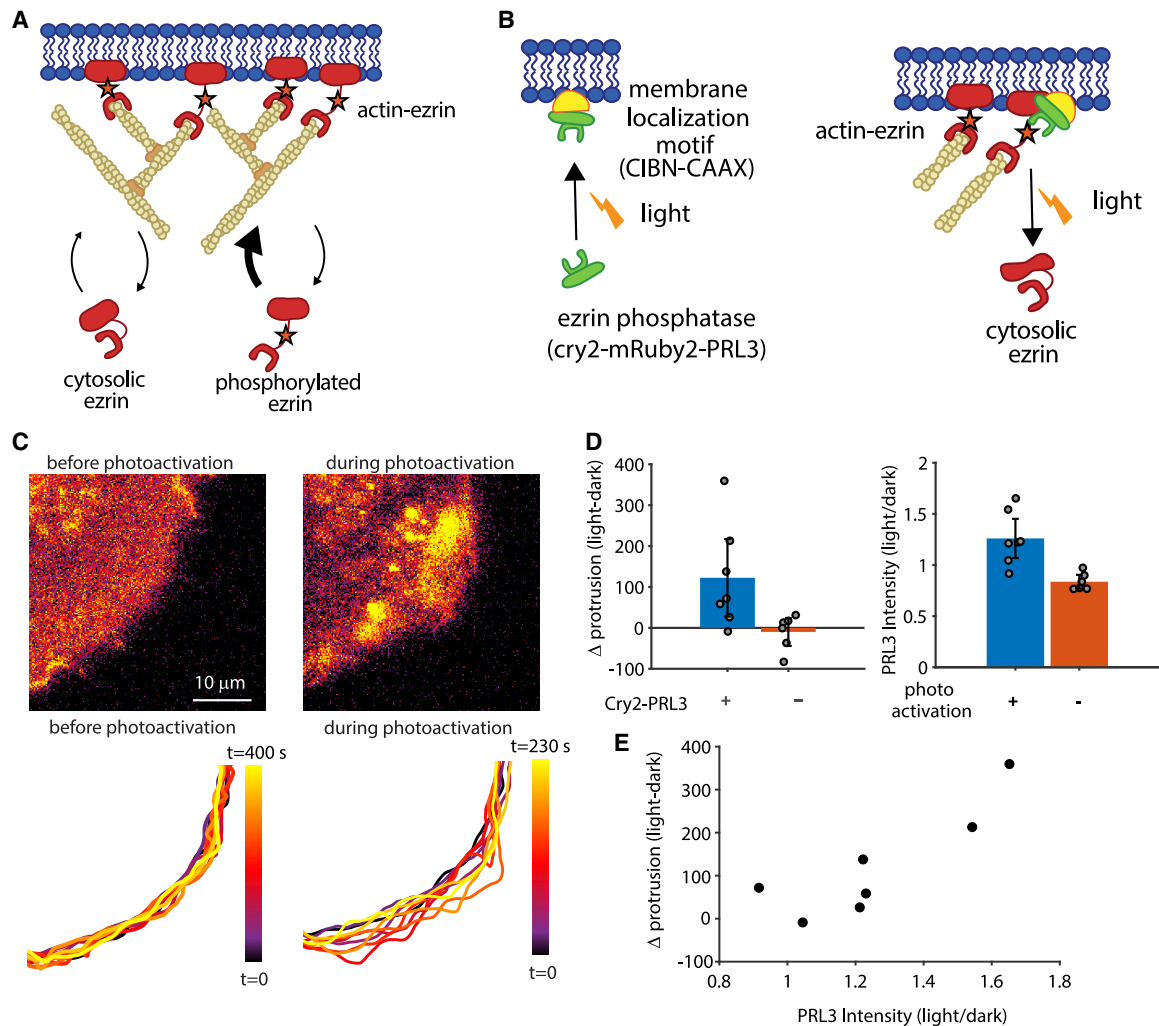 A
actin-ezrin
cytosolic
ezrin
phosphorylated
ezrin
B
membrane
localization
motif
(CIBN-CAAX)
light
ezrin phosphatase
(cry2-mRuby2-PRL3)
actin-ezrin
light
cytosolic
ezrin
C
before photoactivation
during photoactivation
10 μm
before photoactivation
during photoactivation
t=400 s
t=0
t=230 s
t=0
D
Δ protrusion (light-dark)
400
300
200
100
0
-100
Cry2-PRL3
+
−
PRL3 Intensity (light/dark)
2
1.5
1
0.5
0
photo
activation
+
-
E
Δ protrusion (light-dark)
400
300
200
100
0
-100
0.8
1
1.2
1.4
1.6
1.8
PRL3 Intensity (light/dark)